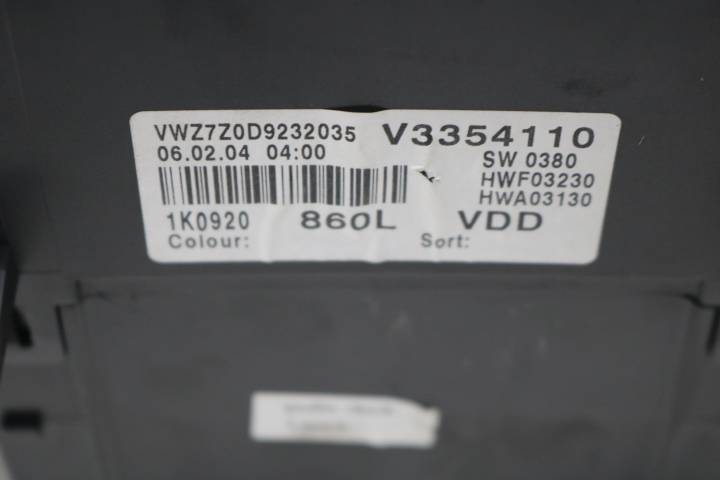 VWZ7Z0D9232035 V3354110
06.02.04 04:00 SW 0380
HWF03230
HWA03130
1K0920 860L VDD
Colour: Sort: